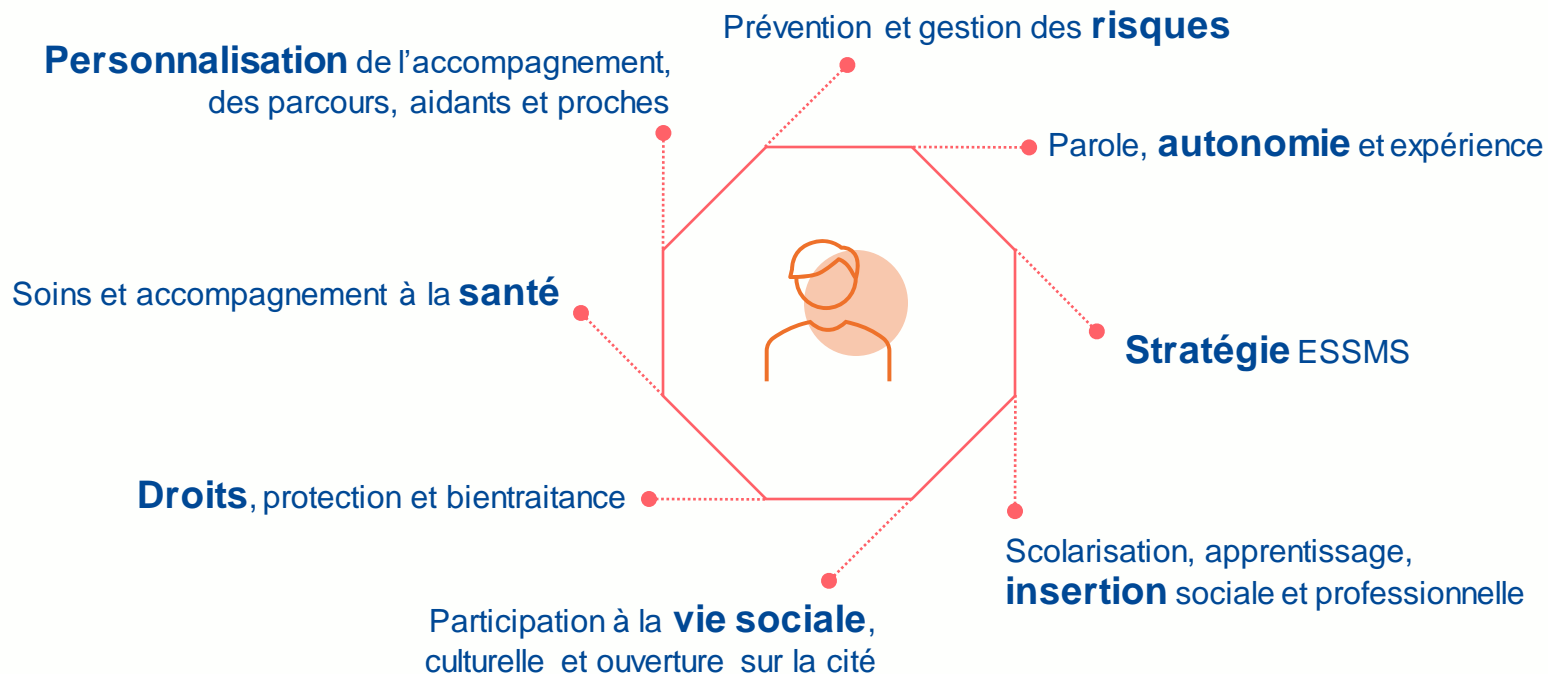 Prévention et gestion des risques
Personnalisation de l’accompagnement,
des parcours, aidants et proches
Parole, autonomie et expérience
Soins et accompagnement à la santé
Stratégie ESSMS
Droits, protection et bientraitance
Scolarisation, apprentissage,
insertion sociale et professionnelle
Participation à la vie sociale,
culturelle et ouverture sur la cité